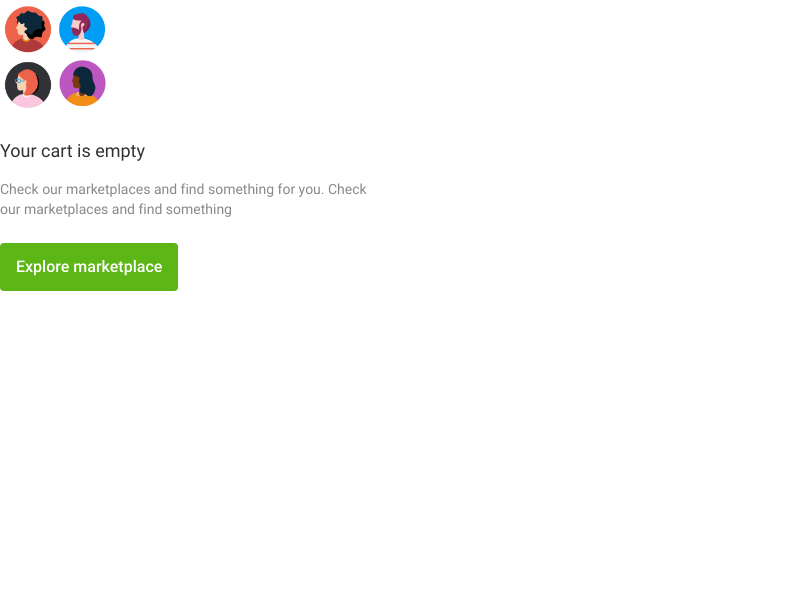 Your cart is empty
Check our marketplaces and find something for you. Check
our marketplaces and find something
Explore marketplace